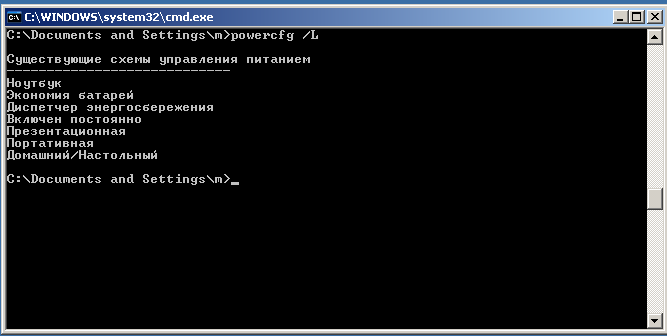 C:\WINDOWS\system32\cmd.exe
C:\Documents and Settings\m>powercfg /L
Существующие схемы управления питанием
----------------------------
Ноутбук
Экономия батарей
Диспетчер энергосбережения
Включен постоянно
Презентационная
Портативная
Домашний/Настольный
C:\Documents and Settings\m>_